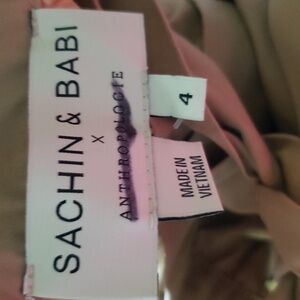 SACHIN & BABI
X
ANTHROPOLOGIE
4
MADE IN
VIETNAM